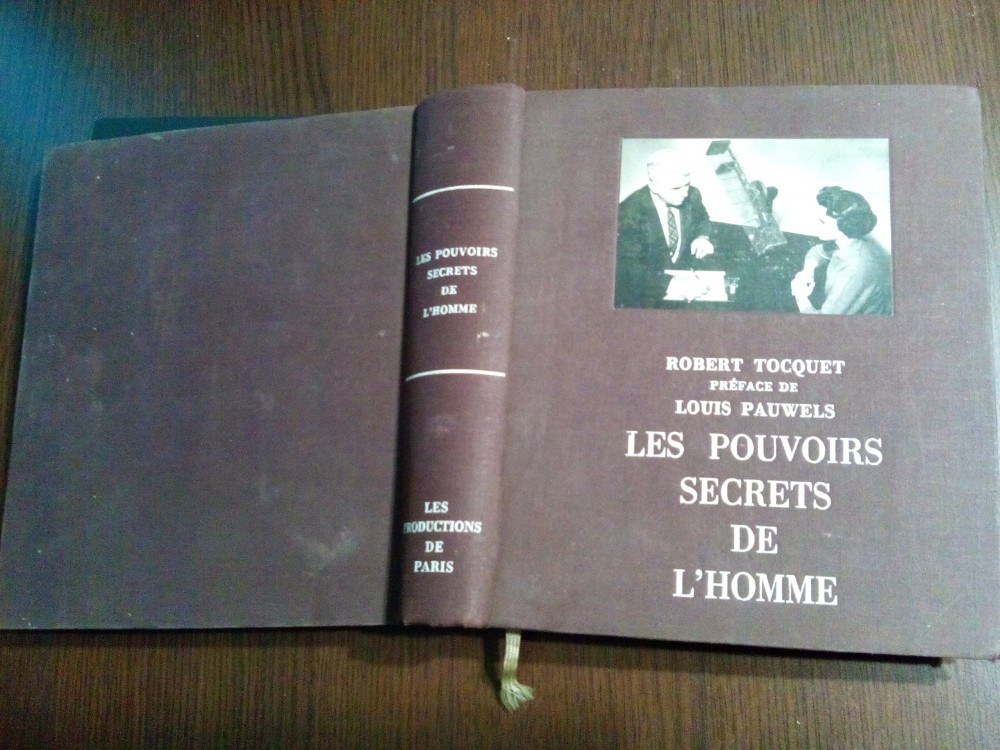 LES POUVOIRS
SECRETS
DE
L'HOMME
LES
PRODUCTIONS
DE
PARIS
ROBERT TOCQUET
PRÉFACE DE
LOUIS PAUWELS
LES POUVOIRS
SECRETS
DE
L'HOMME